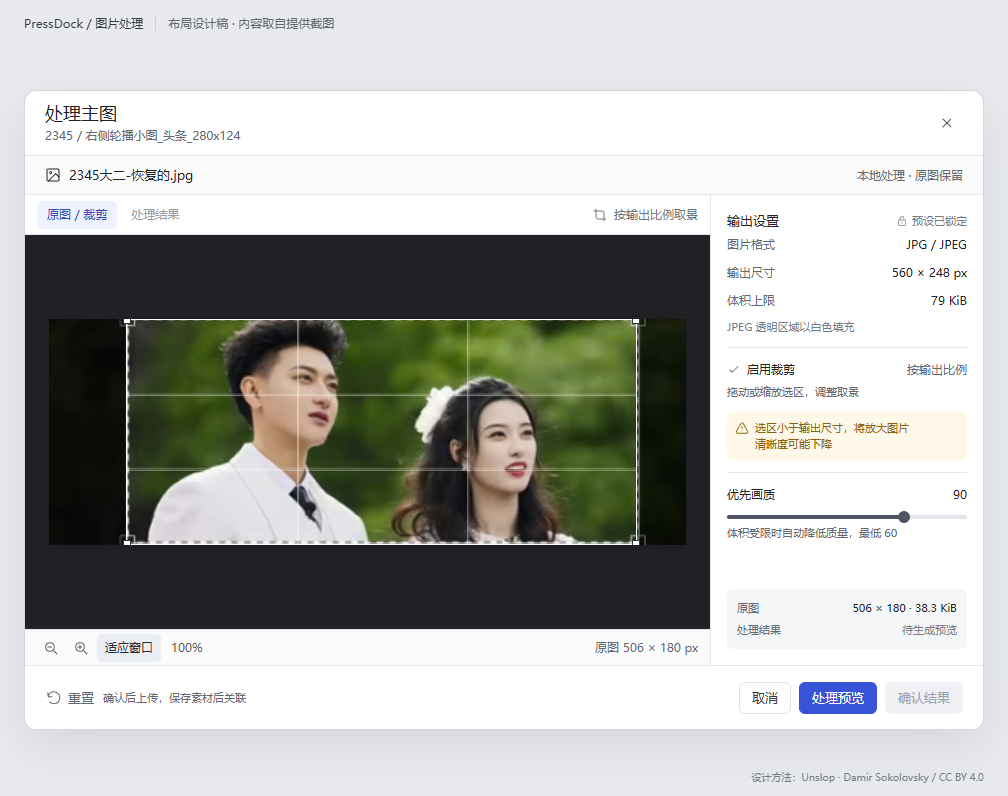 PressDock / 图片处理 布局设计稿 · 内容取自提供截图
处理主图
2345 / 右侧轮播小图_头条_280x124
2345大二-恢复的.jpg 本地处理 · 原图保留
原图 / 裁剪 处理结果 按输出比例取景
输出设置 预设已锁定
图片格式 JPG / JPEG
输出尺寸 560 × 248 px
体积上限 79 KiB
JPEG 透明区域以白色填充
启用裁剪 按输出比例
拖动或缩放选区，调整取景
选区小于输出尺寸，将放大图片
清晰度可能下降
优先画质 90
体积受限时自动降低质量，最低 60
原图 506 × 180 · 38.3 KiB
处理结果 待生成预览
适应窗口 100% 原图 506 × 180 px
重置 确认后上传，保存素材后关联
取消 处理预览 确认结果
设计方法：Unslop · Damir Sokolovsky / CC BY 4.0